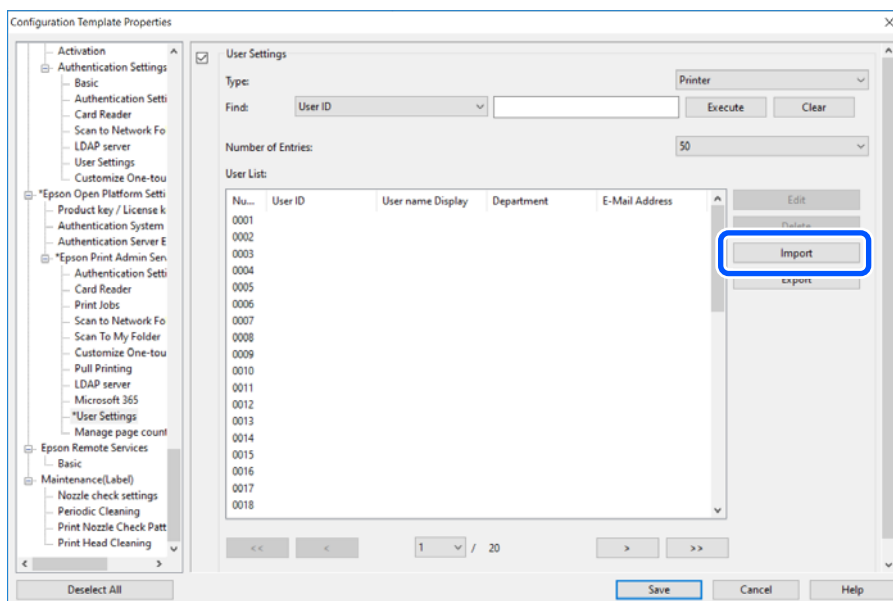 Configuration Template Properties
Activation
Authentication Settings
Basic
Authentication Setti
Card Reader
Scan to Network Fo
LDAP server
User Settings
Customize One-tou
*Epson Open Platform Setti
Product key / License k
Authentication System
Authentication Server E
*Epson Print Admin Serv
Authentication Setti
Card Reader
Print Jobs
Scan to Network Fo
Scan To My Folder
Customize One-tou
Pull Printing
LDAP server
Microsoft 365
*User Settings
Manage page count
Epson Remote Services
Basic
Maintenance(Label)
Nozzle check settings
Periodic Cleaning
Print Nozzle Check Patt
Print Head Cleaning
Deselect All
User Settings
Type: Printer
Find: User ID Execute Clear
Number of Entries: 50
User List:
Nu... User ID User name Display Department E-Mail Address
0001
0002
0003
0004
0005
0006
0007
0008
0009
0010
0011
0012
0013
0014
0015
0016
0017
0018
Edit
Delete
Import
Export
<< < 1 / 20 > >>
Save Cancel Help